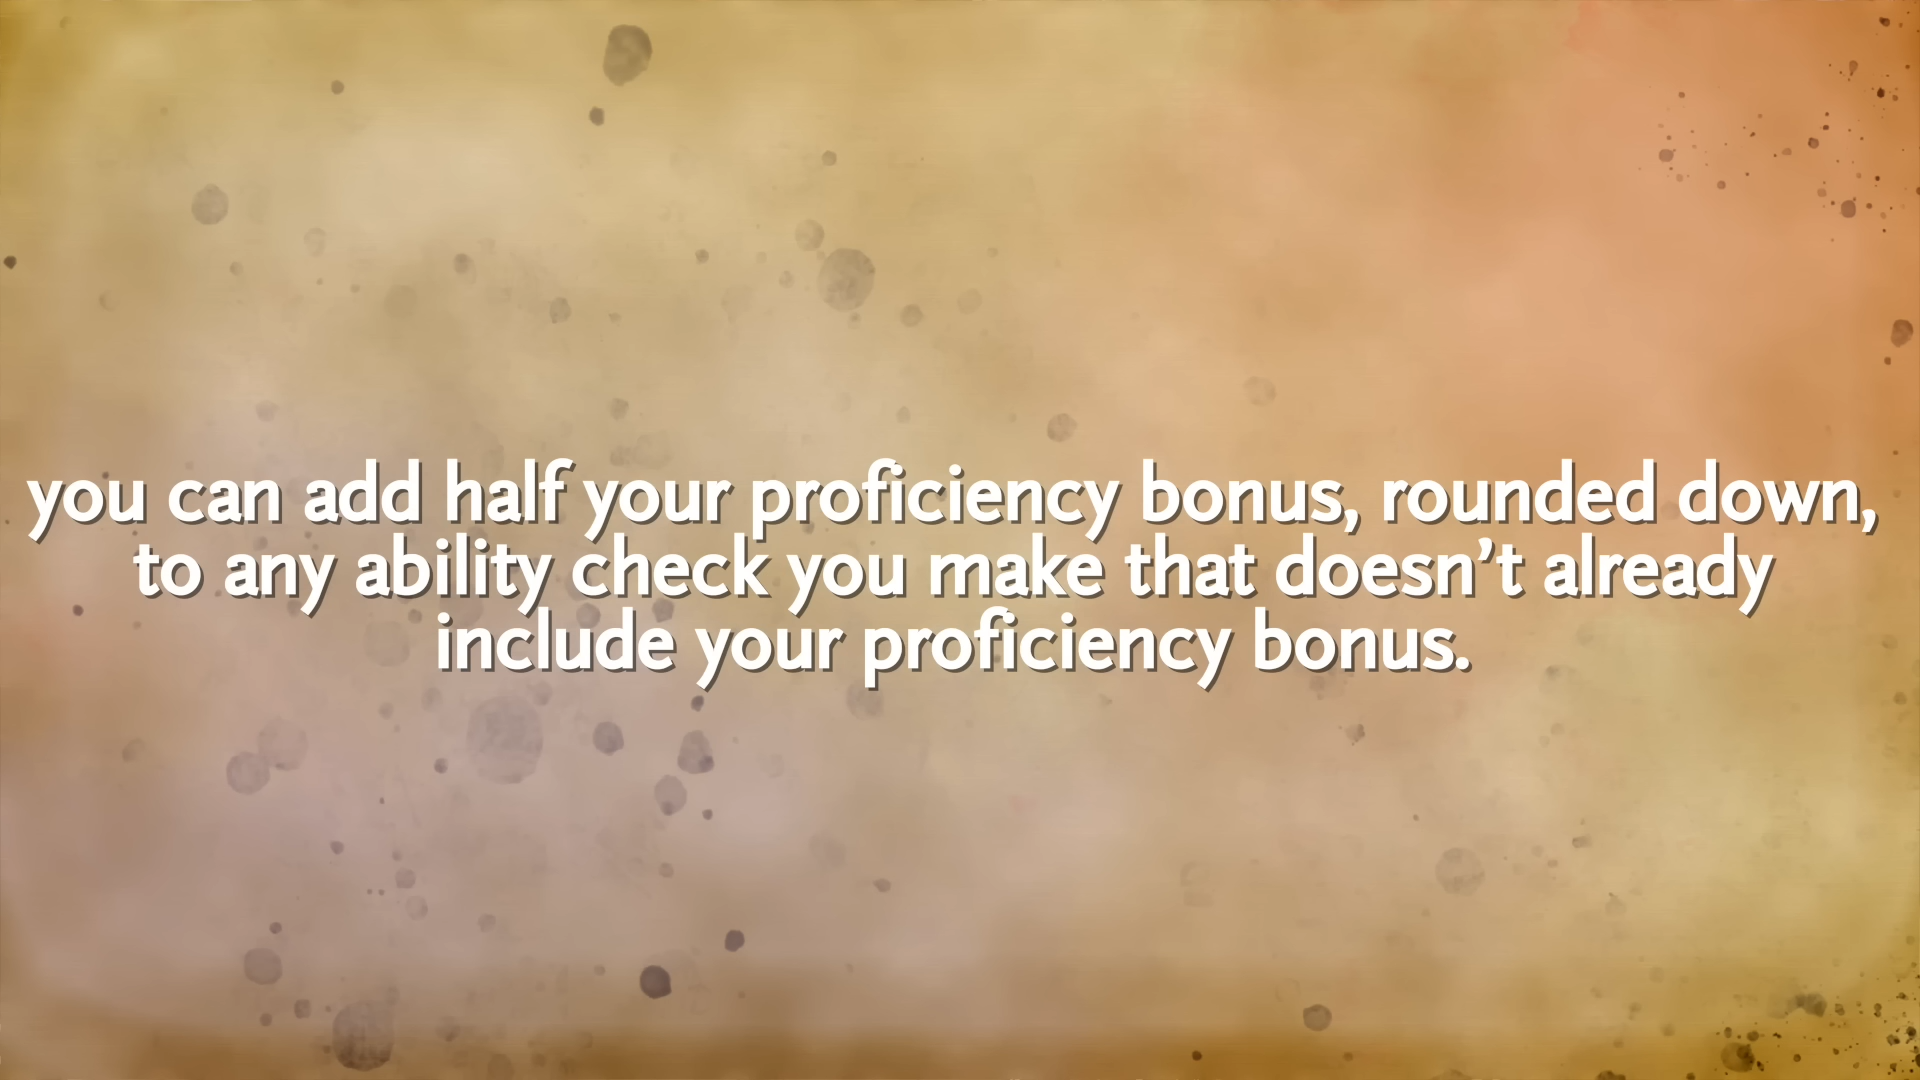 you can add half your proficiency bonus, rounded down,
to any ability check you make that doesn’t already
include your proficiency bonus.